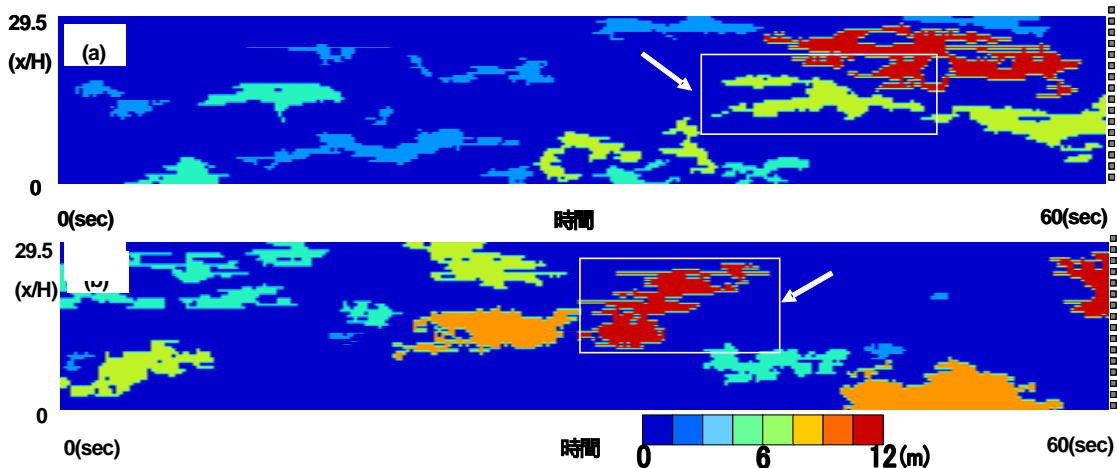 29.5
(x/H)
(a)
0
0(sec) 時間 60(sec)
29.5
(x/H)
(b)
0
0(sec) 時間 60(sec)
0 6 12(m)